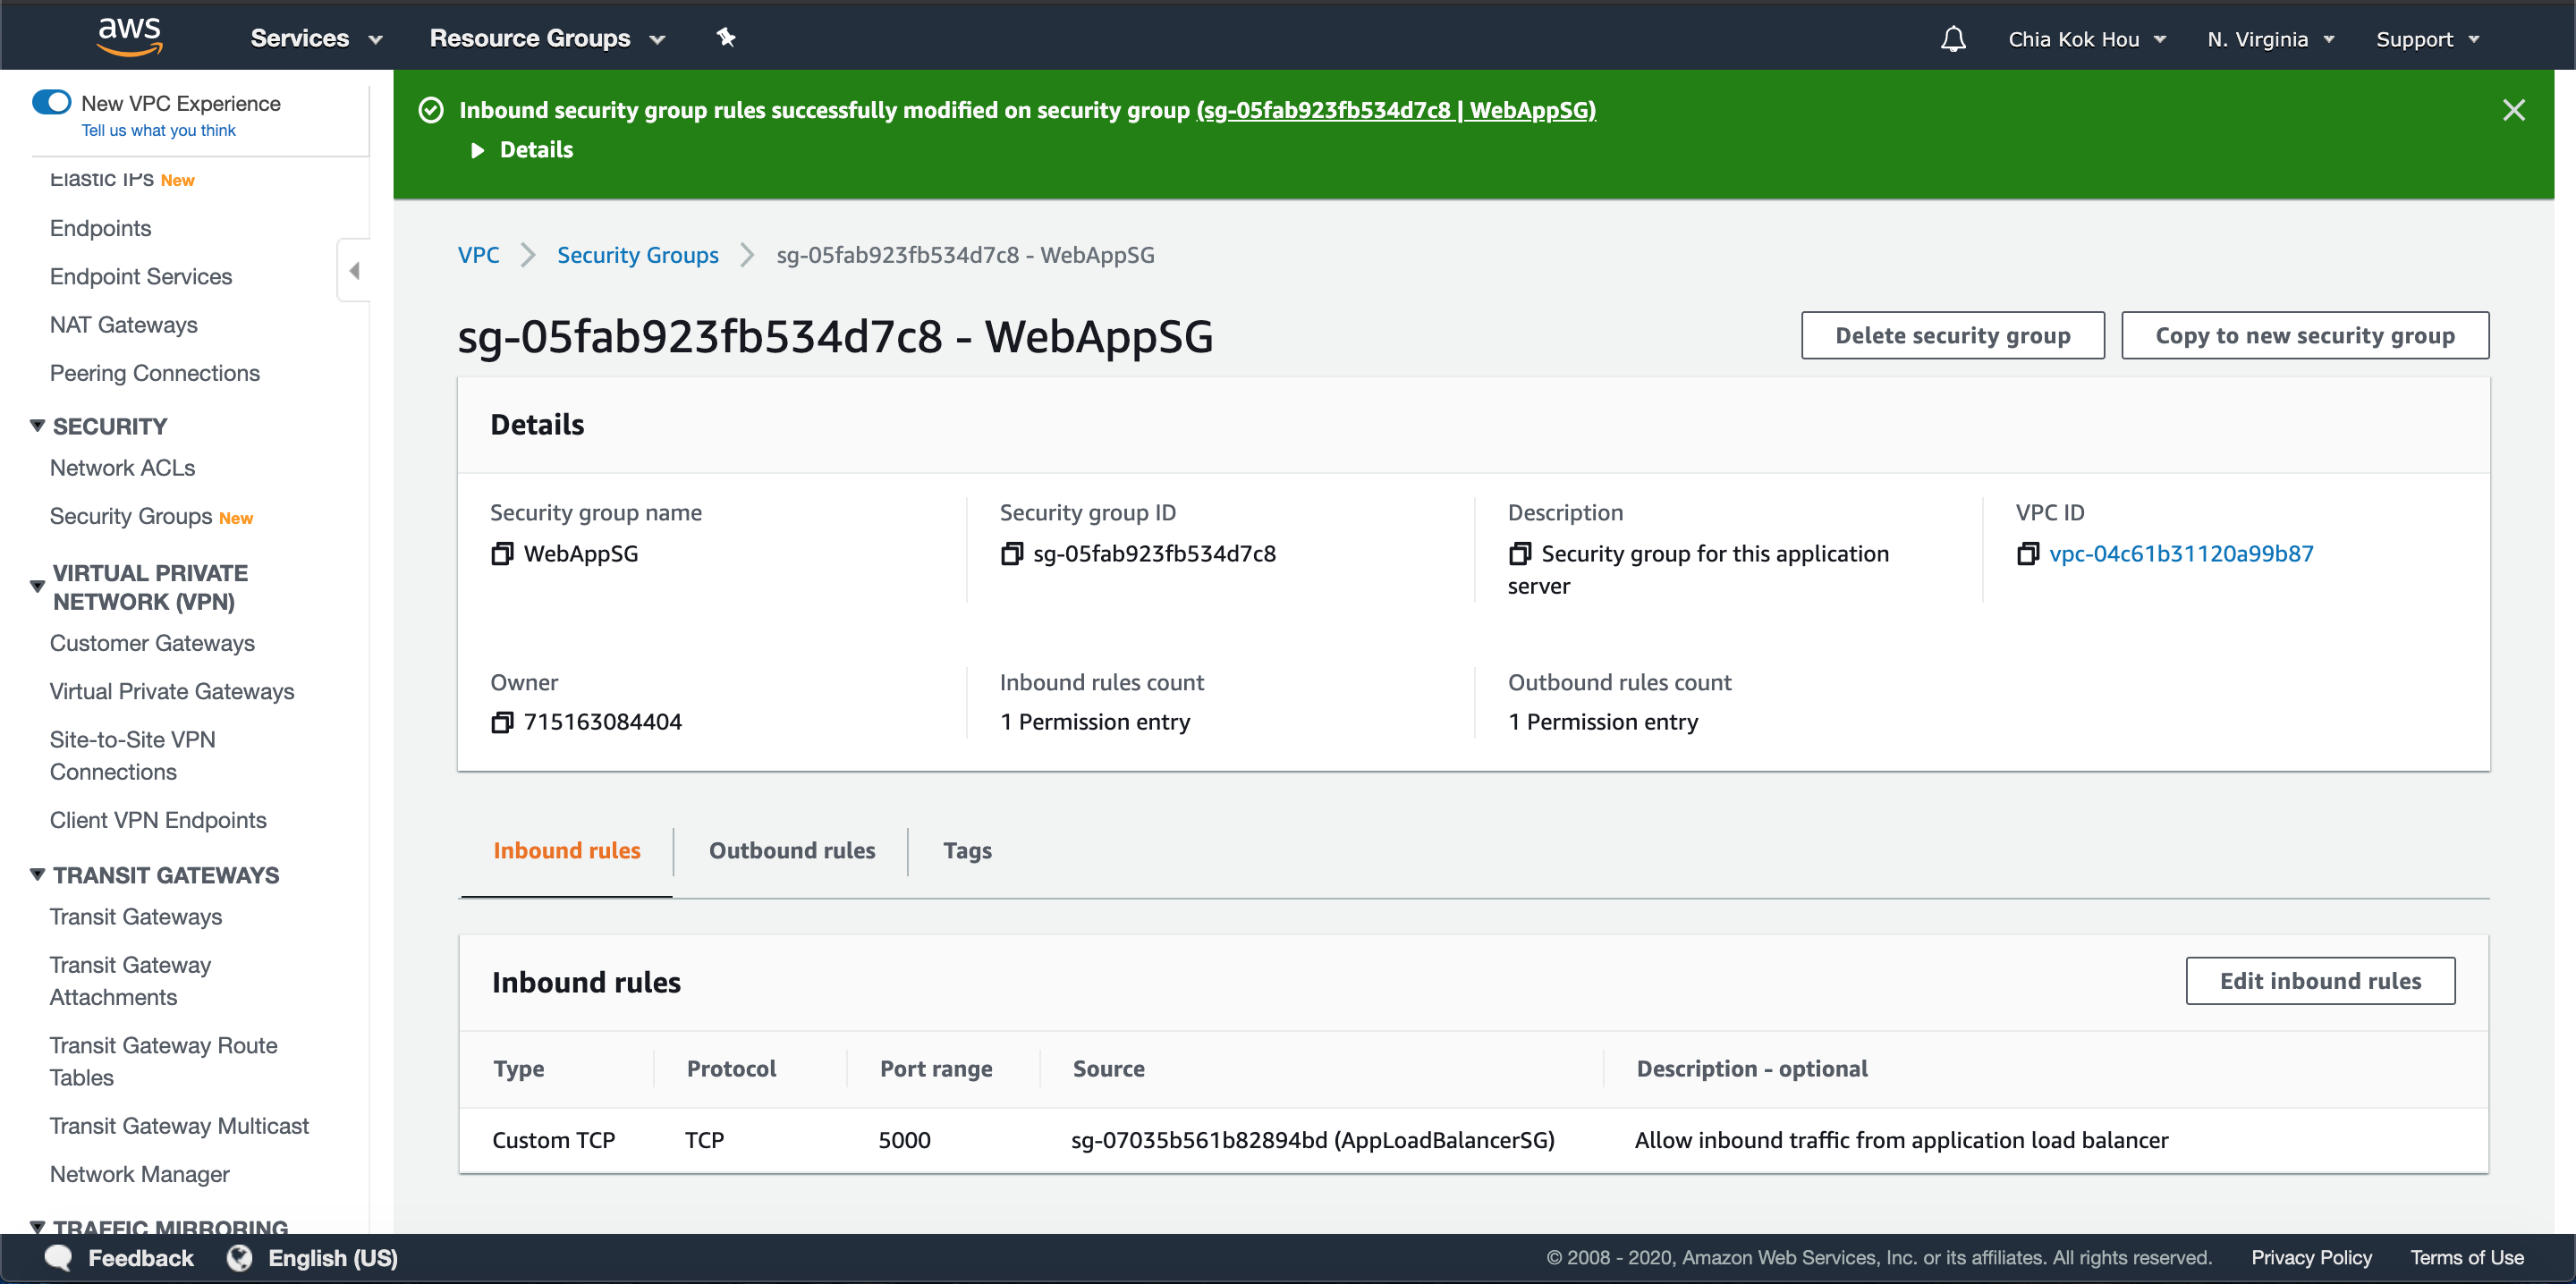 aws
Services
Resource Groups
Chia Kok Hou
N. Virginia
Support
New VPC Experience
Tell us what you think
Elastic IPs New
Endpoints
Endpoint Services
NAT Gateways
Peering Connections
SECURITY
Network ACLs
Security Groups New
VIRTUAL PRIVATE
NETWORK (VPN)
Customer Gateways
Virtual Private Gateways
Site-to-Site VPN
Connections
Client VPN Endpoints
TRANSIT GATEWAYS
Transit Gateways
Transit Gateway
Attachments
Transit Gateway Route
Tables
Transit Gateway Multicast
Network Manager
TRAFFIC MIRRORING
Inbound security group rules successfully modified on security group (sg-05fab923fb534d7c8 | WebAppSG)
Details
VPC
Security Groups
sg-05fab923fb534d7c8 - WebAppSG
sg-05fab923fb534d7c8 - WebAppSG
Delete security group
Copy to new security group
Details
Security group name
WebAppSG
Security group ID
sg-05fab923fb534d7c8
Description
Security group for this application
server
VPC ID
vpc-04c61b31120a99b87
Owner
715163084404
Inbound rules count
1 Permission entry
Outbound rules count
1 Permission entry
Inbound rules
Outbound rules
Tags
Inbound rules
Edit inbound rules
Type
Protocol
Port range
Source
Description - optional
Custom TCP
TCP
5000
sg-07035b561b82894bd (AppLoadBalancerSG)
Allow inbound traffic from application load balancer
Feedback
English (US)
© 2008 - 2020, Amazon Web Services, Inc. or its affiliates. All rights reserved.
Privacy Policy
Terms of Use